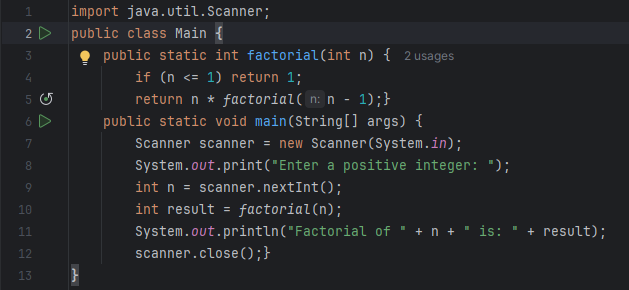 1 import java.util.Scanner;
2 public class Main {
3 public static int factorial(int n) { 2 usages
4 if (n <= 1) return 1;
5 return n * factorial( n: n - 1);}
6 public static void main(String[] args) {
7 Scanner scanner = new Scanner(System.in);
8 System.out.print("Enter a positive integer: ");
9 int n = scanner.nextInt();
10 int result = factorial(n);
11 System.out.println("Factorial of " + n + " is: " + result);
12 scanner.close();}
13 }